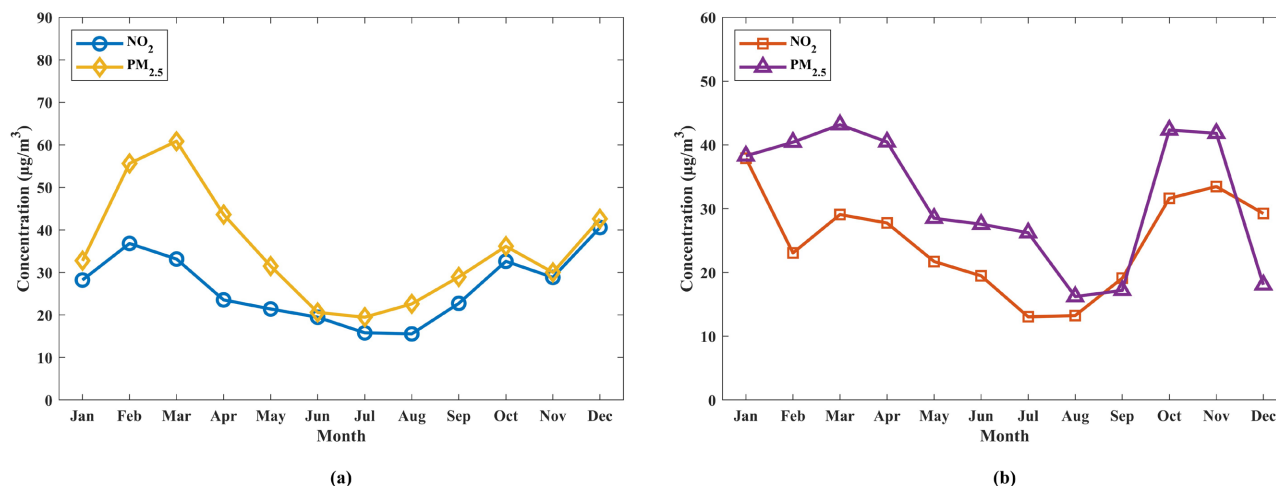 90
80
70
60
50
40
30
20
10
0
Concentration (μg/m³)
NO₂
PM₂.₅
Jan Feb Mar Apr May Jun Jul Aug Sep Oct Nov Dec
Month
(a)
60
50
40
30
20
10
0
Concentration (μg/m³)
NO₂
PM₂.₅
Jan Feb Mar Apr May Jun Jul Aug Sep Oct Nov Dec
Month
(b)